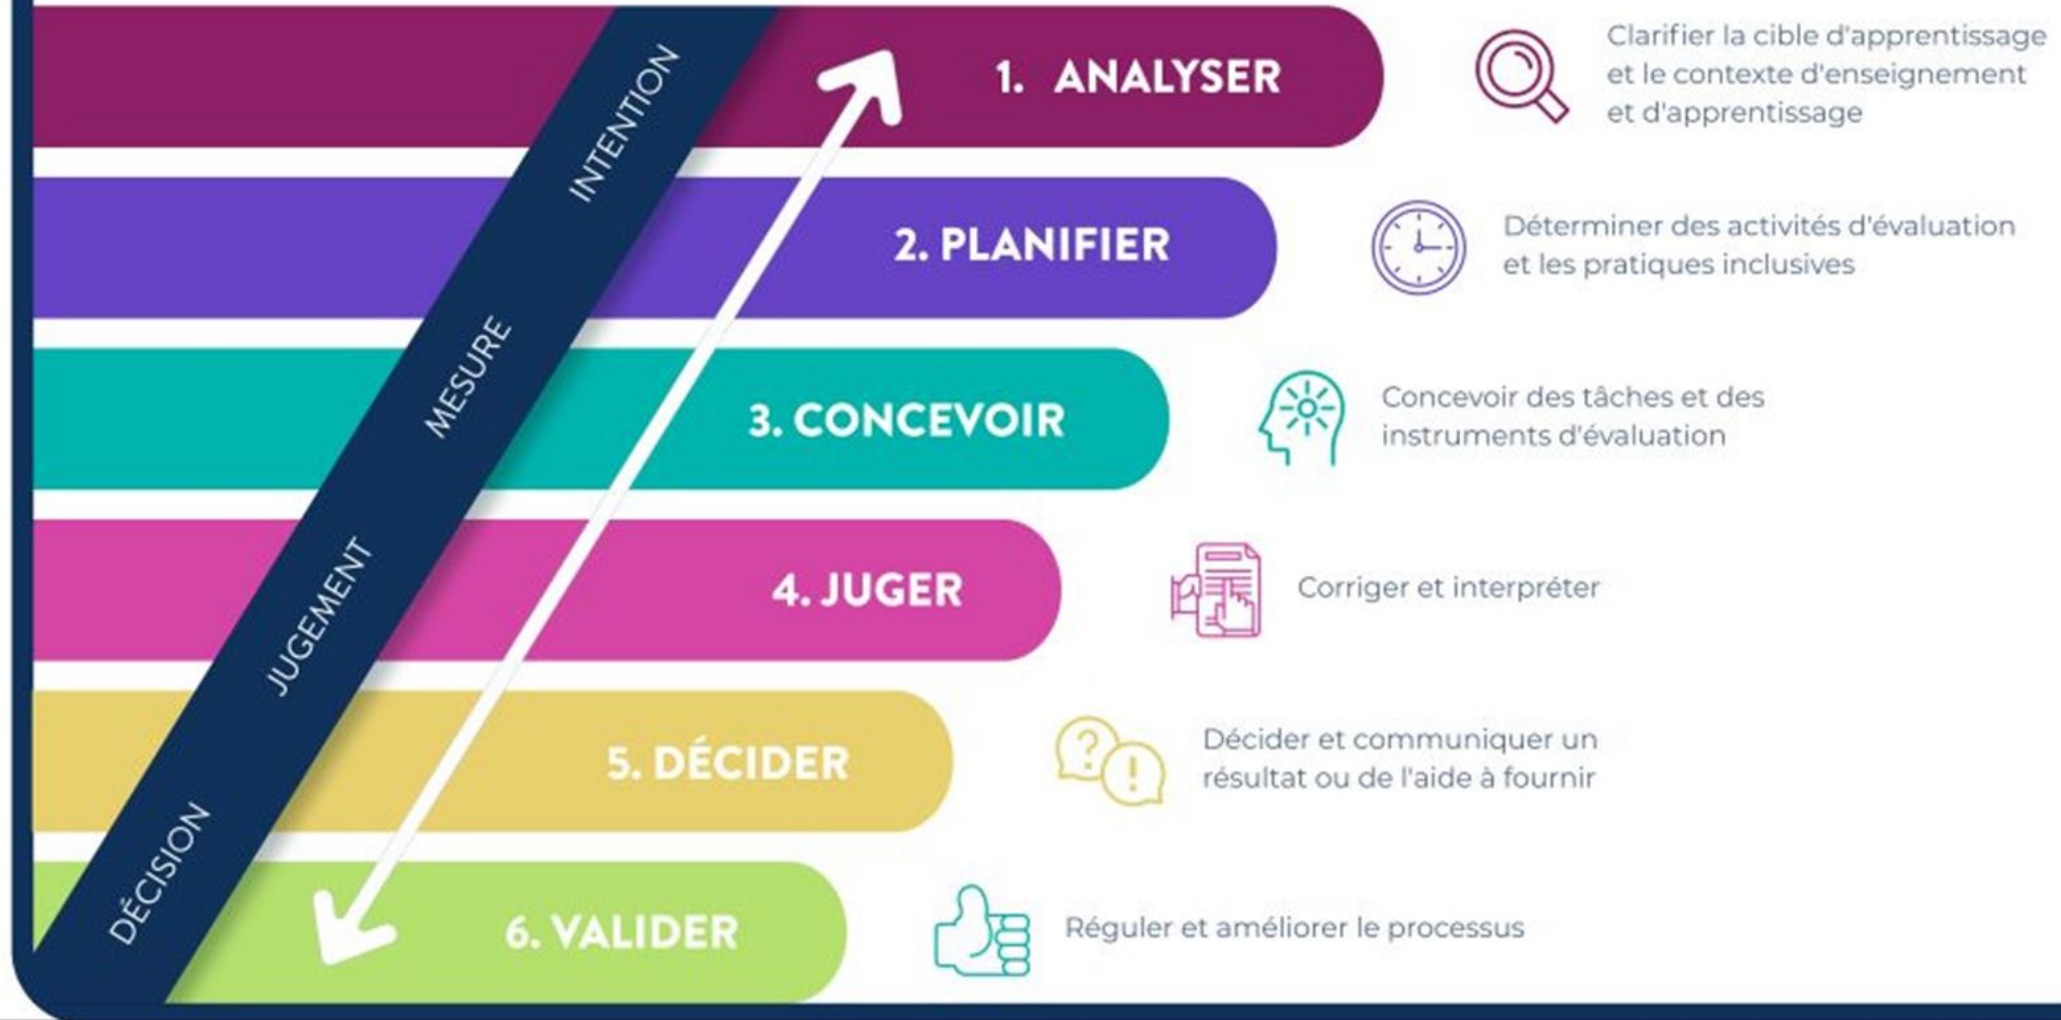 INTENTION
MESURE
JUGEMENT
DÉCISION
1. ANALYSER
Clarifier la cible d'apprentissage
et le contexte d'enseignement
et d'apprentissage
2. PLANIFIER
Déterminer des activités d'évaluation
et les pratiques inclusives
3. CONCEVOIR
Concevoir des tâches et des
instruments d'évaluation
4. JUGER
Corriger et interpréter
5. DÉCIDER
?
!
Décider et communiquer un
résultat ou de l'aide à fournir
6. VALIDER
Réguler et améliorer le processus